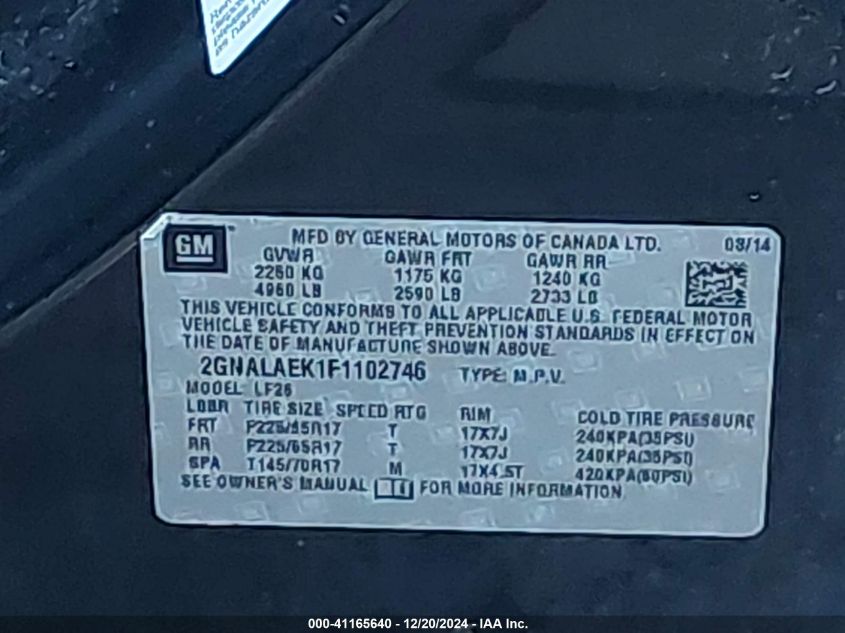 GM MFD BY GENERAL MOTORS OF CANADA LTD. 08/14
GVWR GAWR FRT GAWR RR
2250 KG 1175 KG 1240 KG
4960 LB 2590 LB 2733 LB
THIS VEHICLE CONFORMS TO ALL APPLICABLE U.S. FEDERAL MOTOR
VEHICLE SAFETY AND THEFT PREVENTION STANDARDS IN EFFECT ON
THE DATE OF MANUFACTURE SHOWN ABOVE.
2GNALAEK1F1102746 TYPE: M.P.V.
MODEL: LF26
TIRE SIZE SPEED RTG RIM COLD TIRE PRESSURE
FRT P225/65R17 T 17X7J 240KPA(35PSI)
RR P225/65R17 T 17X7J 240KPA(35PSI)
SPA T145/70R17 M 17X4.5T 420KPA(60PSI)
SEE OWNER'S MANUAL FOR MORE INFORMATION
000-41165640 - 12/20/2024 - IAA Inc.